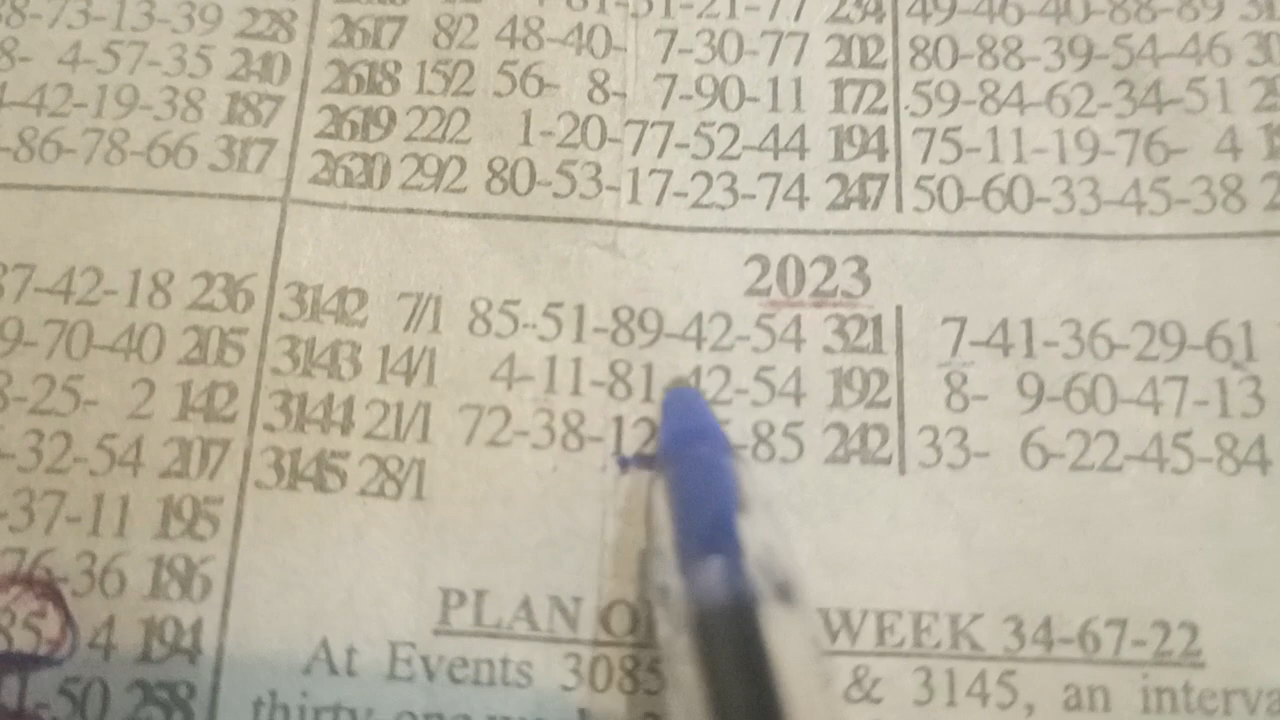 8-73-13-39 228
8- 4-57-35 240
-42-19-38 187
-86-78-66 317
2617 82 48-40- 7-30-77 202
2618 152 56- 8- 7-90-11 172
2619 222 1-20-77-52-44 194
2620 292 80-53-17-23-74 247
49-46-40-88-89
80-88-39-54-46
59-84-62-34-51
75-11-19-76- 4
50-60-33-45-38
37-42-18 236
9-70-40 205
-25- 2 142
-32-54 207
-37-11 195
76-36 186
85 4 194
-50 258
2023
3142 7/1 85-51-89-42-54 321
3143 14/1 4-11-81-42-54 192
3144 21/1 72-38-12 -85 242
3145 28/1
7-41-36-29-61
8- 9-60-47-13
33- 6-22-45-84
PLAN WEEK 34-67-22
At Events 3085 & 3145, an